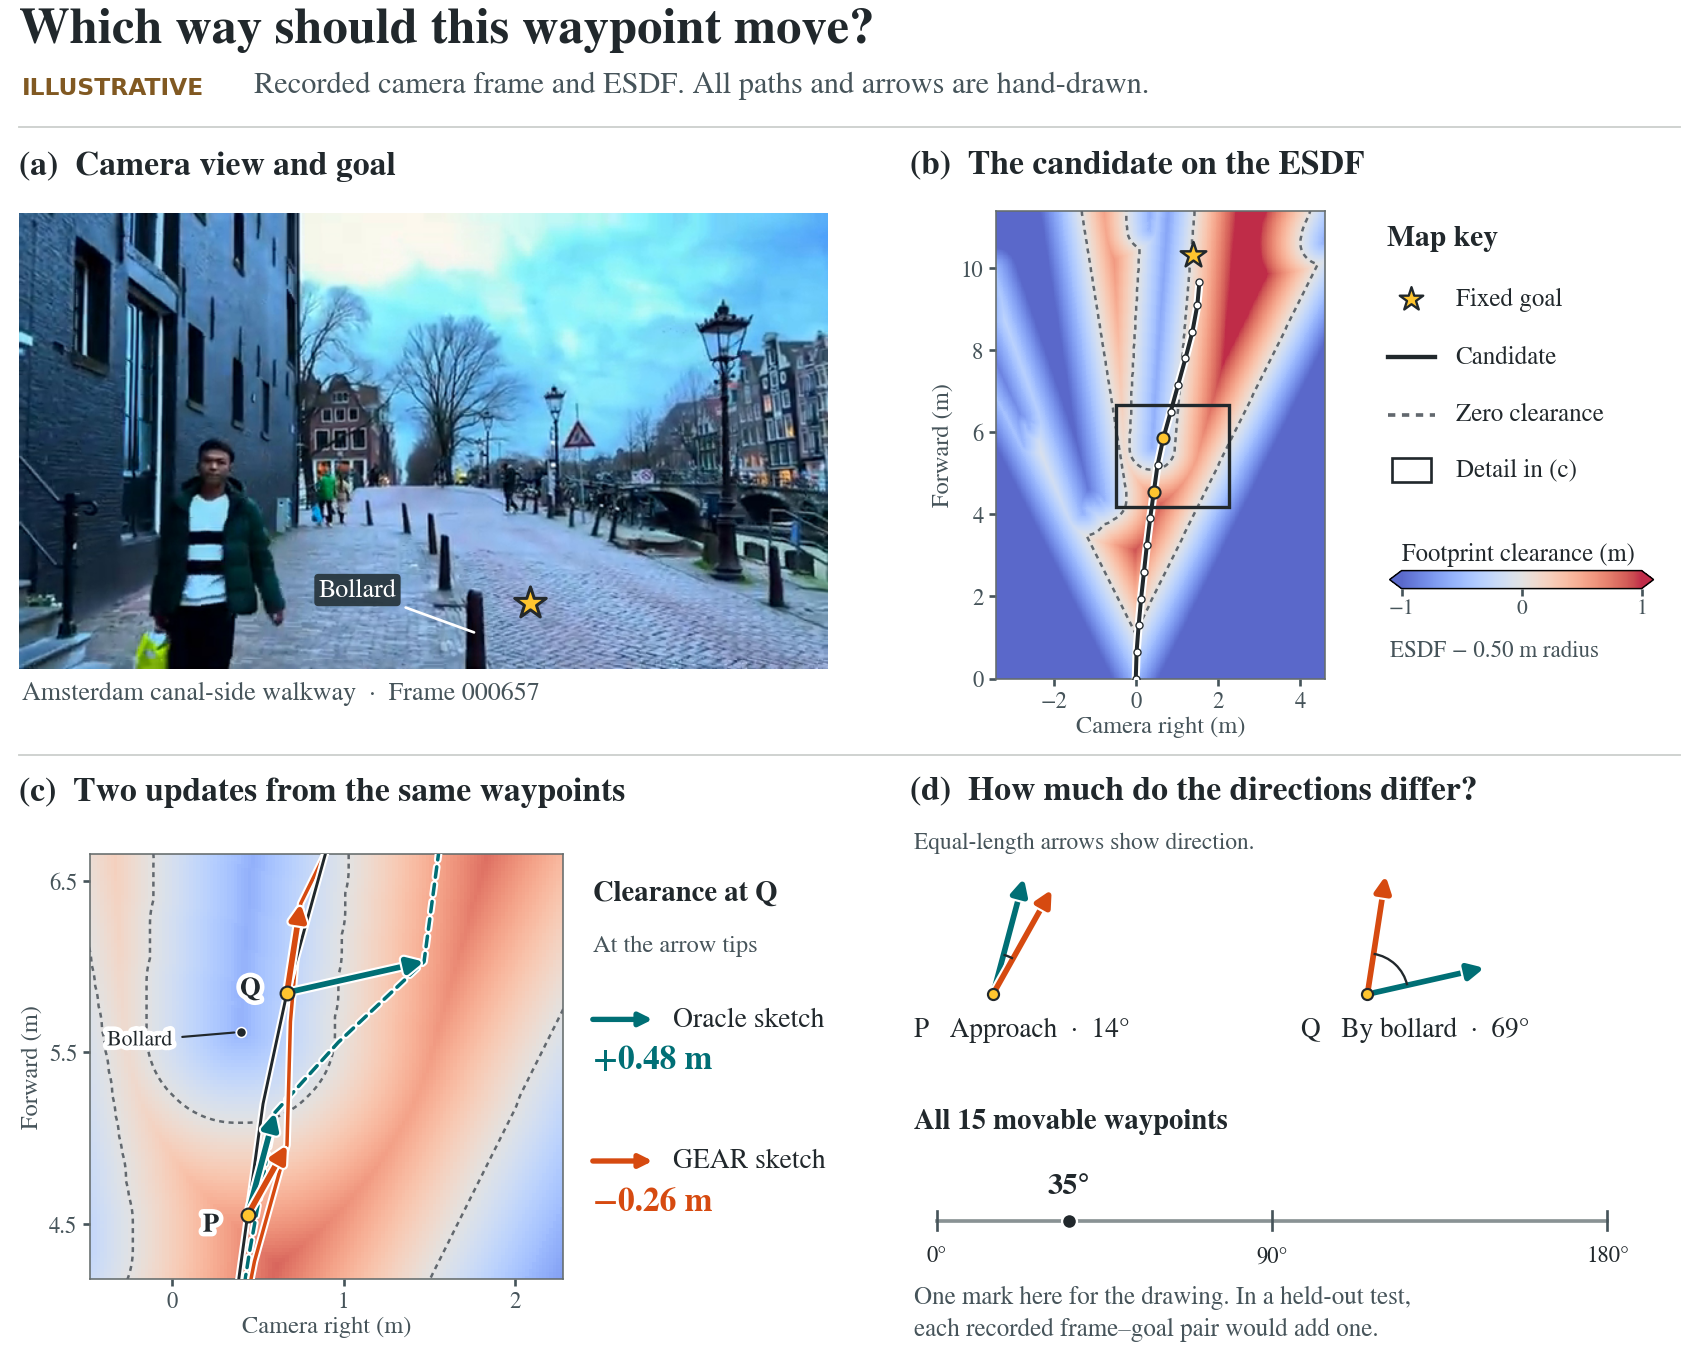 Which way should this waypoint move?
ILLUSTRATIVE Recorded camera frame and ESDF. All paths and arrows are hand-drawn.
(a) Camera view and goal
Bollard
Amsterdam canal-side walkway · Frame 000657
(b) The candidate on the ESDF
10
8
6
4
2
0
Forward (m)
−2 0 2 4
Camera right (m)
Map key
Fixed goal
Candidate
Zero clearance
Detail in (c)
Footprint clearance (m)
−1 0 1
ESDF − 0.50 m radius
(c) Two updates from the same waypoints
6.5
5.5
4.5
Forward (m)
Q
Bollard
P
0 1 2
Camera right (m)
Clearance at Q
At the arrow tips
Oracle sketch
+0.48 m
GEAR sketch
−0.26 m
(d) How much do the directions differ?
Equal-length arrows show direction.
P Approach · 14°
Q By bollard · 69°
All 15 movable waypoints
35°
0° 90° 180°
One mark here for the drawing. In a held-out test,
each recorded frame–goal pair would add one.